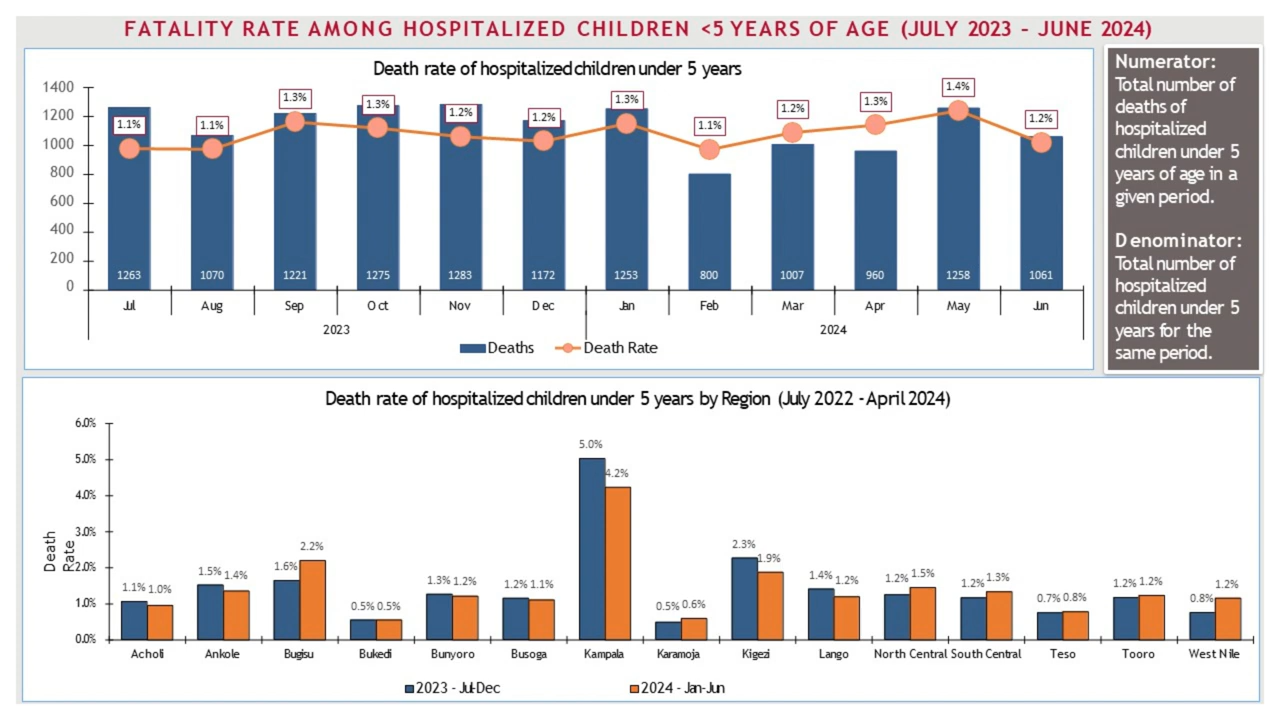 FATALITY RATE AMONG HOSPITALIZED CHILDREN <5 YEARS OF AGE (JULY 2023 – JUNE 2024)
Death rate of hospitalized children under 5 years
1400
1200
1000
800
600
400
200
0
1.1%
1.1%
1.3%
1.3%
1.2%
1.2%
1.3%
1.1%
1.2%
1.3%
1.4%
1.2%
1263
1070
1221
1275
1283
1172
1253
800
1007
960
1258
1061
Jul
Aug
Sep
Oct
Nov
Dec
Jan
Feb
Mar
Apr
May
Jun
2023
2024
Deaths
Death Rate
Numerator:
Total number of
deaths of
hospitalized
children under 5
years of age in a
given period.
Denominator:
Total number of
hospitalized
children under 5
years for the
same period.
Death rate of hospitalized children under 5 years by Region (July 2022 - April 2024)
Death
Rate
6.0%
5.0%
4.0%
3.0%
2.0%
1.0%
0.0%
1.1% 1.0%
1.5% 1.4%
1.6% 2.2%
0.5% 0.5%
1.3% 1.2%
1.2% 1.1%
5.0% 4.2%
0.5% 0.6%
2.3% 1.9%
1.4% 1.2%
1.2% 1.5%
1.2% 1.3%
0.7% 0.8%
1.2% 1.2%
0.8% 1.2%
Acholi
Ankole
Bugisu
Bukedi
Bunyoro
Busoga
Kampala
Karamoja
Kigezi
Lango
North Central
South Central
Teso
Tooro
West Nile
2023 - Jul-Dec
2024 - Jan-Jun